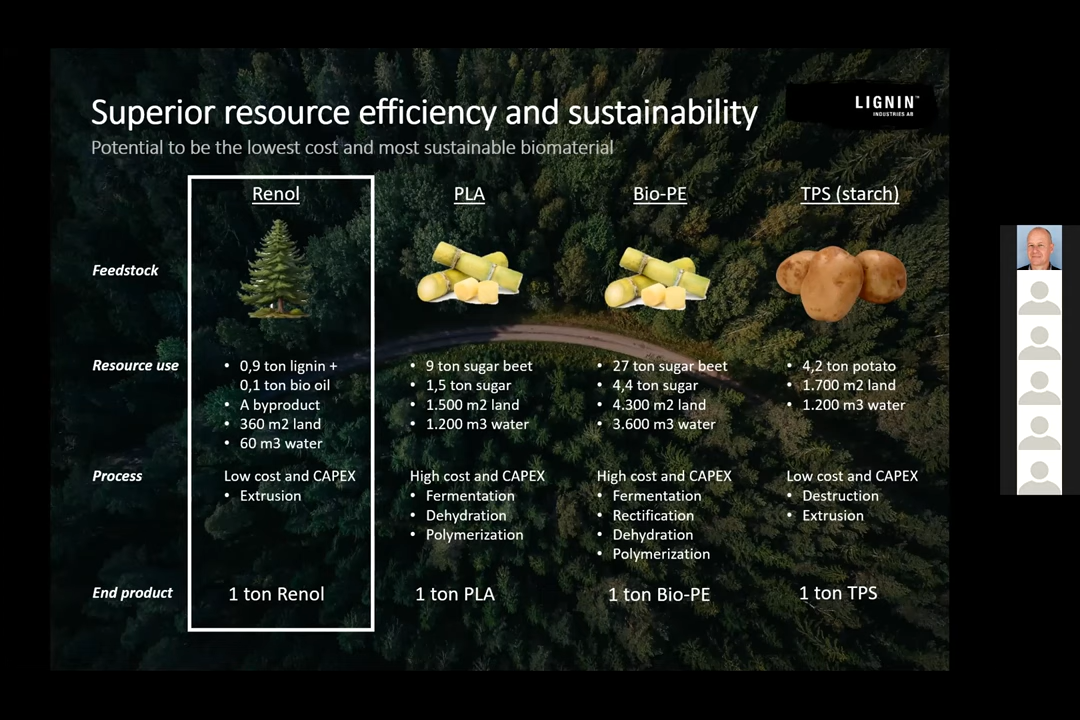 Superior resource efficiency and sustainability
LIGNIN™
INDUSTRIES AB
Potential to be the lowest cost and most sustainable biomaterial
Renol
PLA
Bio-PE
TPS (starch)
Feedstock
Resource use
• 0,9 ton lignin +
0,1 ton bio oil
• A byproduct
• 360 m2 land
• 60 m3 water
• 9 ton sugar beet
• 1,5 ton sugar
• 1.500 m2 land
• 1.200 m3 water
• 27 ton sugar beet
• 4,4 ton sugar
• 4.300 m2 land
• 3.600 m3 water
• 4,2 ton potato
• 1.700 m2 land
• 1.200 m3 water
Process
Low cost and CAPEX
• Extrusion
High cost and CAPEX
• Fermentation
• Dehydration
• Polymerization
High cost and CAPEX
• Fermentation
• Rectification
• Dehydration
• Polymerization
Low cost and CAPEX
• Destruction
• Extrusion
End product
1 ton Renol
1 ton PLA
1 ton Bio-PE
1 ton TPS